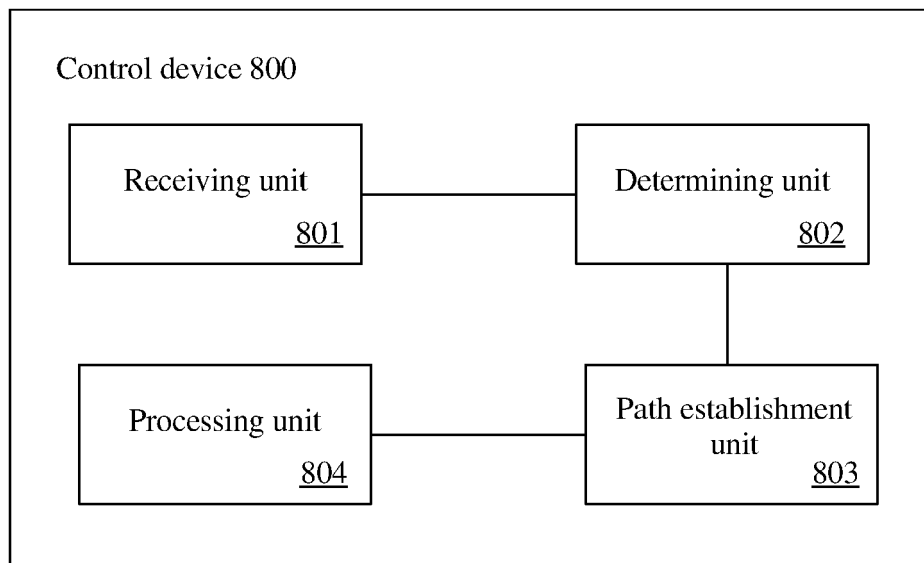 Control device 800
Receiving unit
801
Determining unit
802
Processing unit
804
Path establishment
unit
803